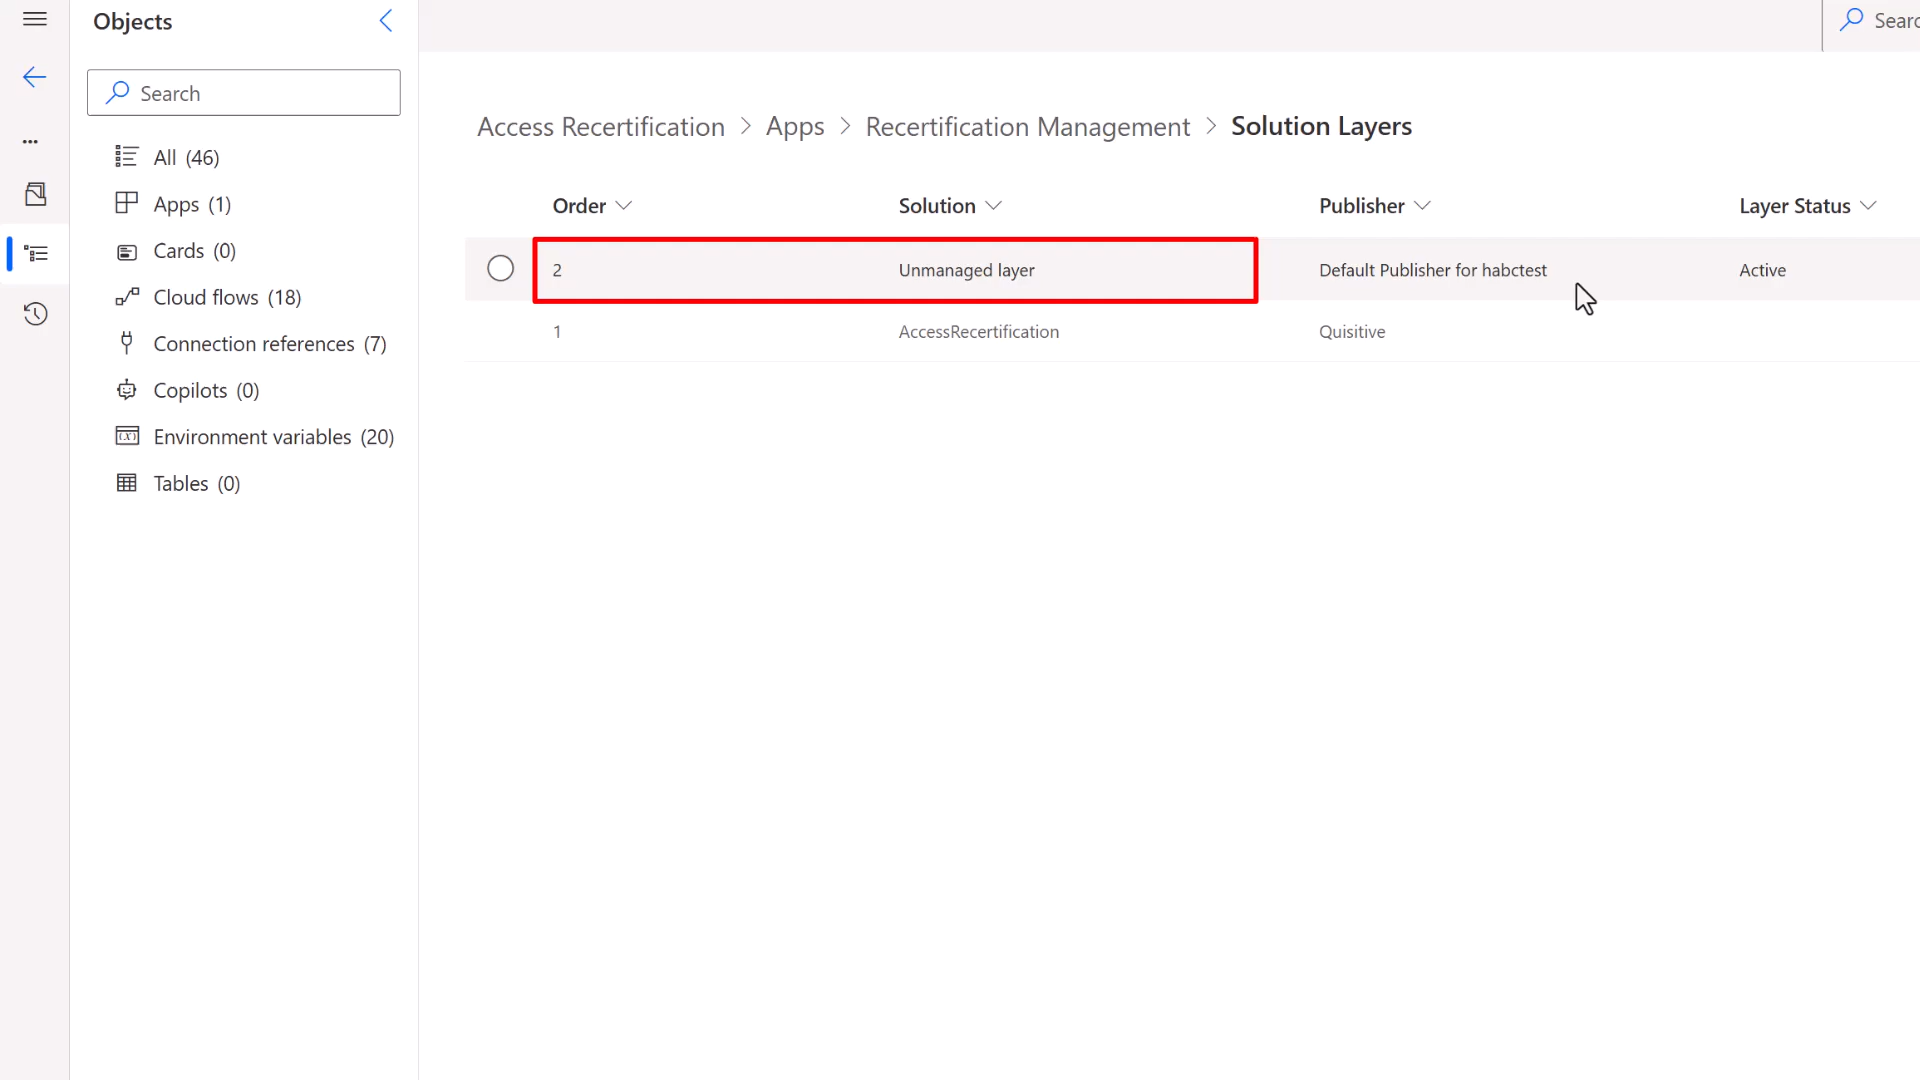 Objects
Search
All (46)
Apps (1)
Cards (0)
Cloud flows (18)
Connection references (7)
Copilots (0)
Environment variables (20)
Tables (0)
Access Recertification > Apps > Recertification Management > Solution Layers
Order Solution Publisher Layer Status
2 Unmanaged layer Default Publisher for habctest Active
1 AccessRecertification Quisitive